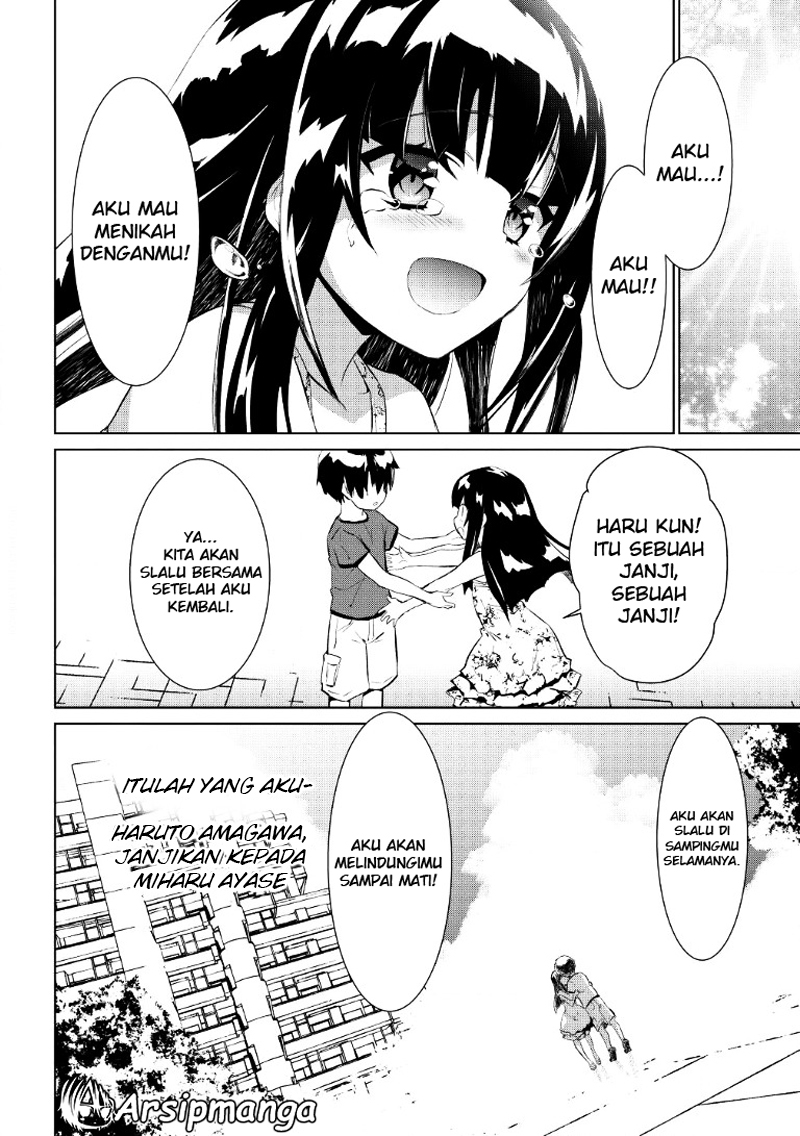 AKU
MAU...!
AKU
MAU!!
AKU MAU
MENIKAH
DENGANMU!
HARU KUN!
ITU SEBUAH
JANJI,
SEBUAH
JANJI!
YA...
KITA AKAN
SLALU BERSAMA
SETELAH AKU
KEMBALI.
AKU AKAN
SLALU DI
SAMPINGMU
SELAMANYA.
AKU AKAN
MELINDUNGIMU
SAMPAI MATI!
ITULAH YANG AKU-
HARUTO AMAGAWA,
JANJIKAN KEPADA
MIHARU AYASE
Arsipmanga